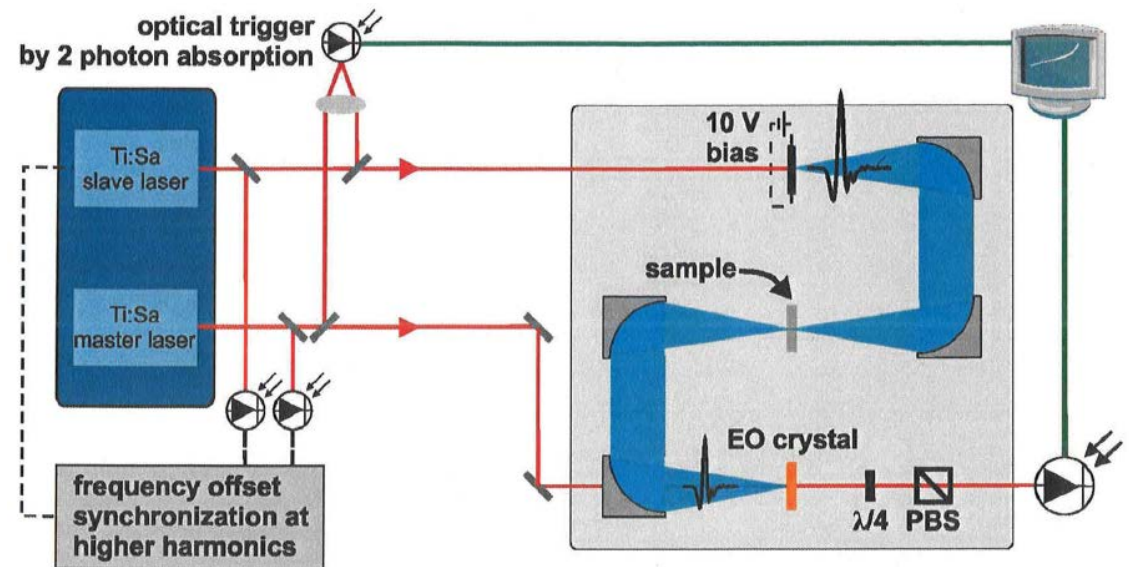 optical trigger
by 2 photon absorption
Ti:Sa
slave laser
10 V
bias
sample
Ti:Sa
master laser
EO crystal
λ/4 PBS
frequency offset
synchronization at
higher harmonics